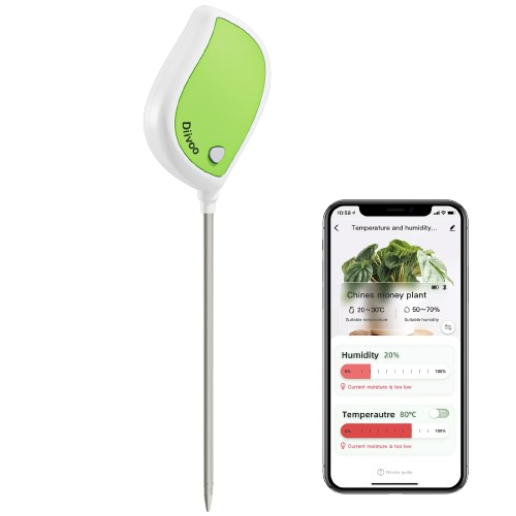 Diivoo
10:58
Temperature and humidity...
Chines money plant
20~30℃
50~70%
Suitable temperature
Suitable humidity
Humidity 20%
0% 100%
Current moisture is too low
Temperautre 80℃
0% 100%
Current moisture is too low